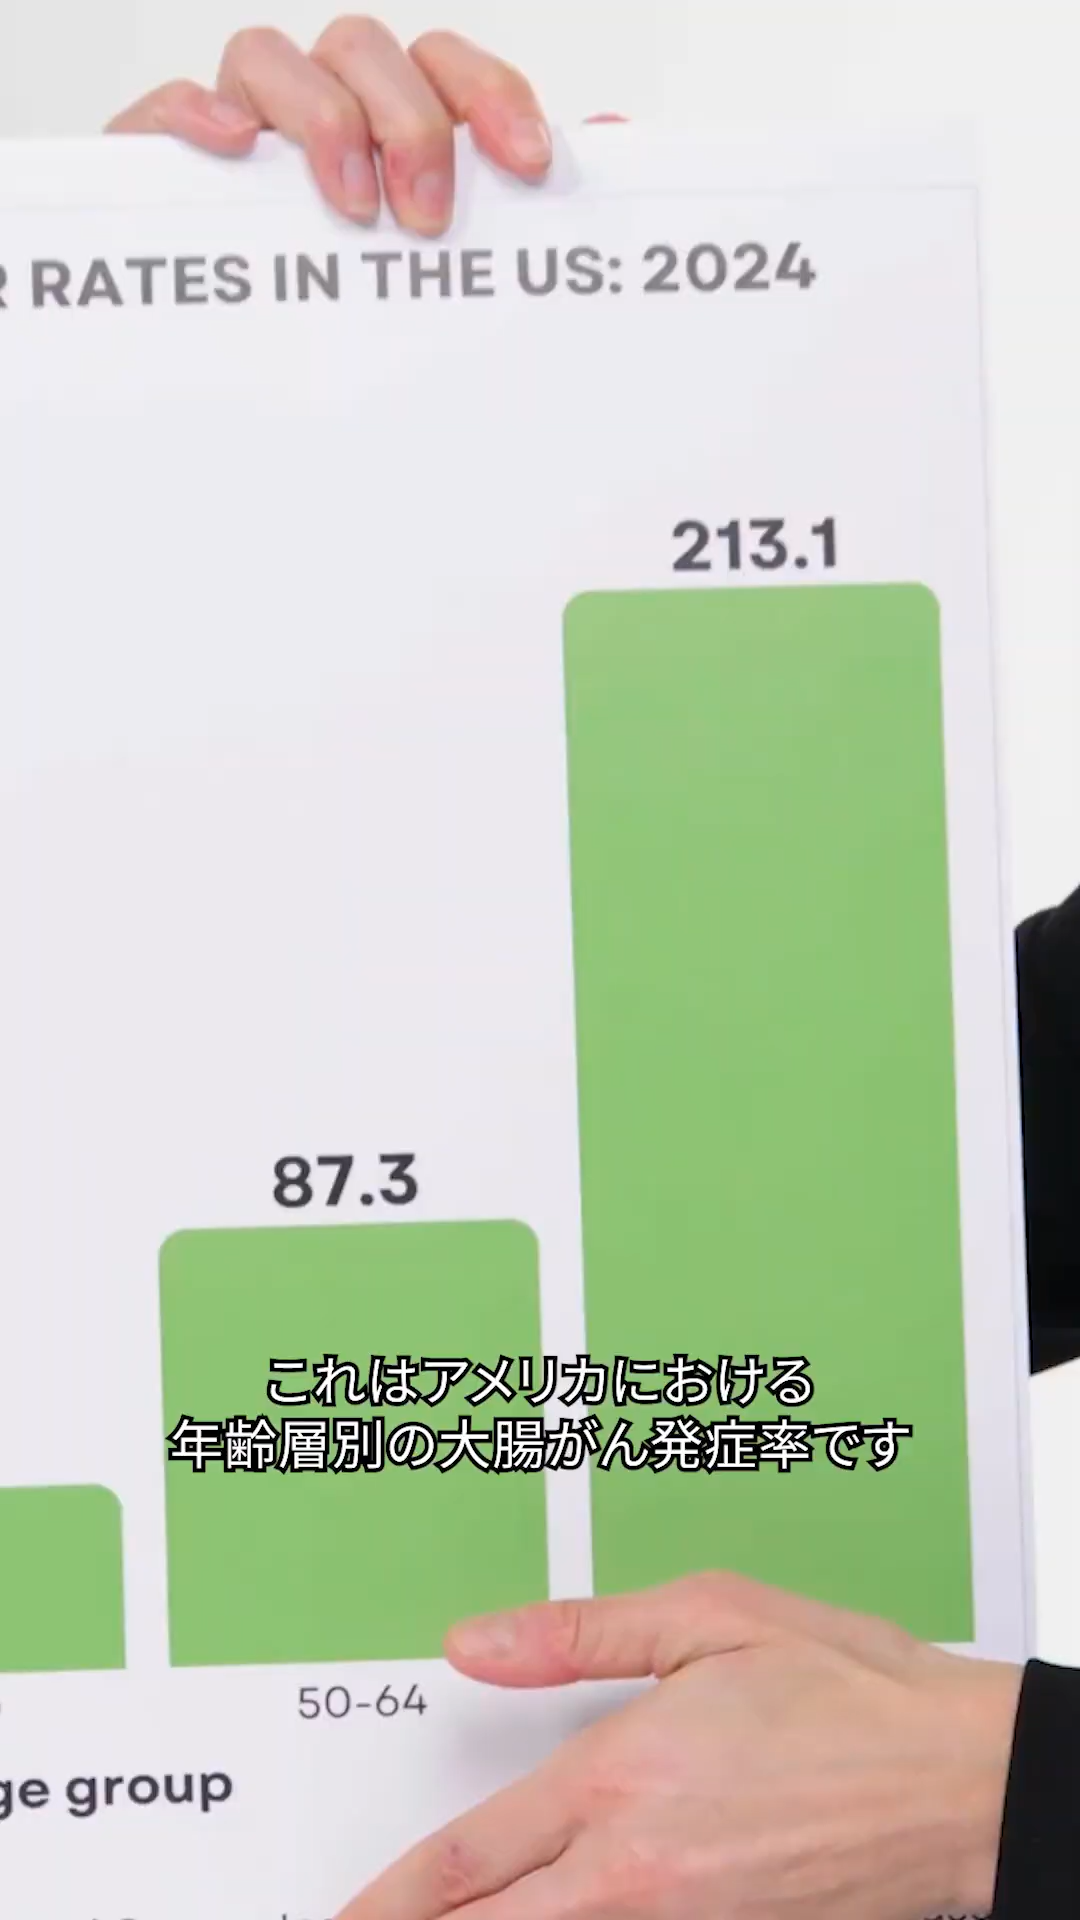 RATES IN THE US: 2024
213.1
87.3
これはアメリカにおける
年齢層別の大腸がん発症率です
50-64
group